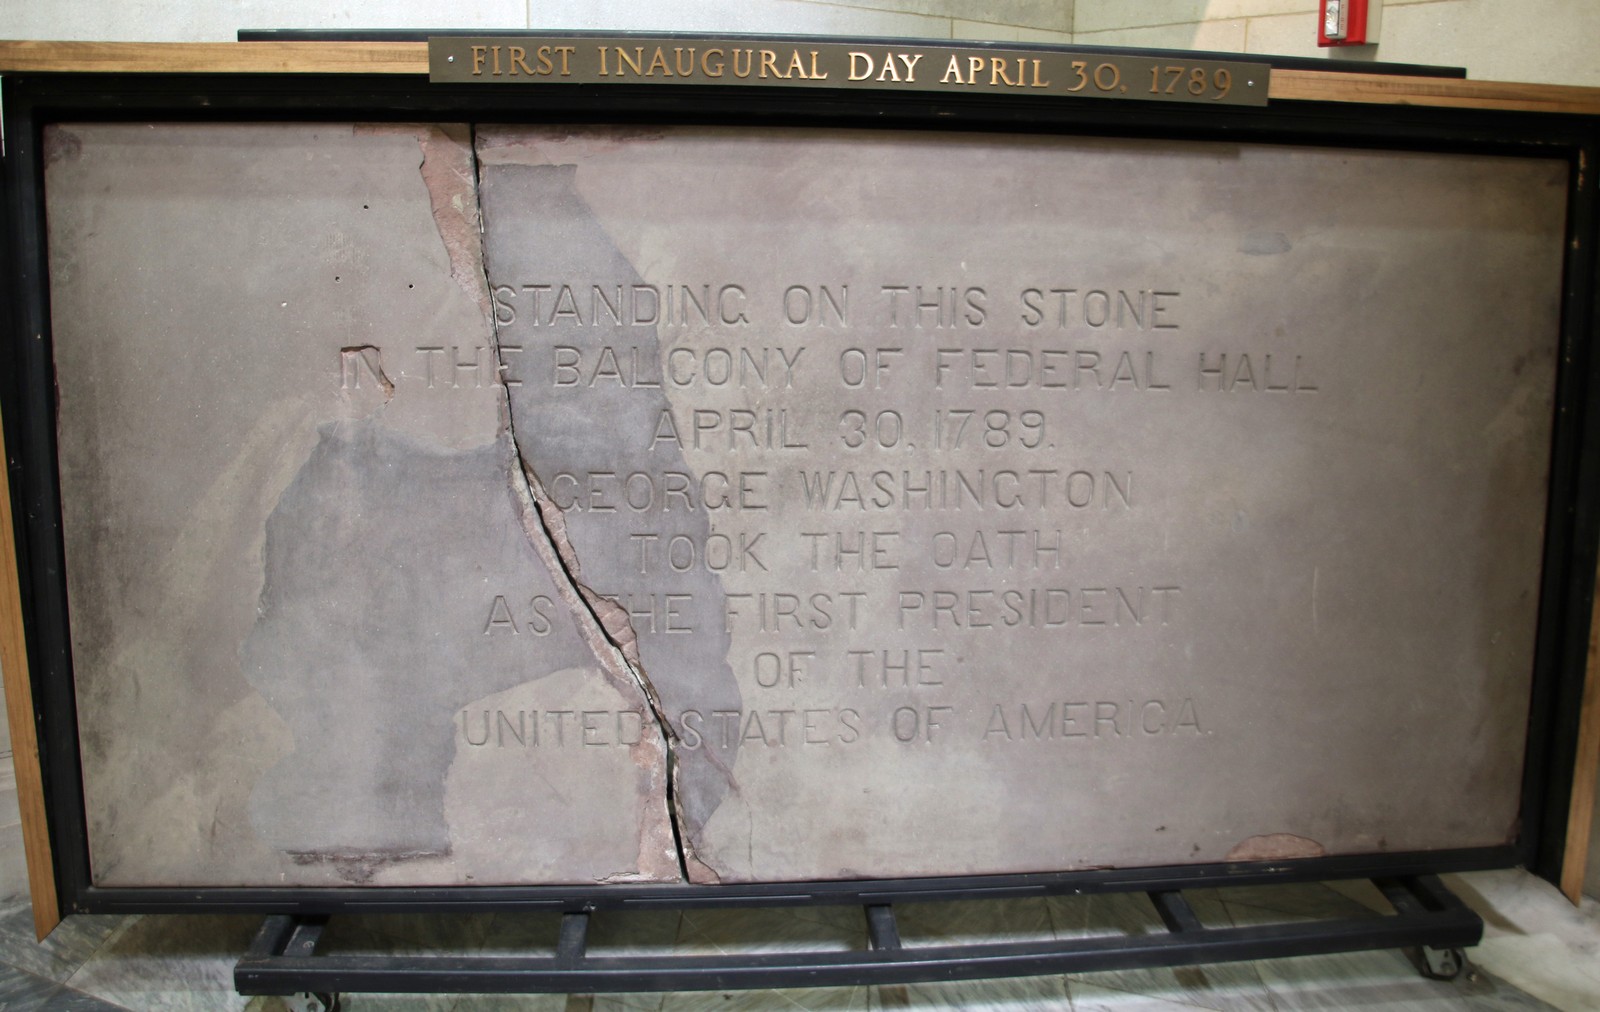 FIRST INAUGURAL DAY APRIL 30, 1789
STANDING ON THIS STONE
IN THE BALCONY OF FEDERAL HALL
APRIL 30, 1789.
GEORGE WASHINGTON
TOOK THE OATH
AS THE FIRST PRESIDENT
OF THE
UNITED STATES OF AMERICA.